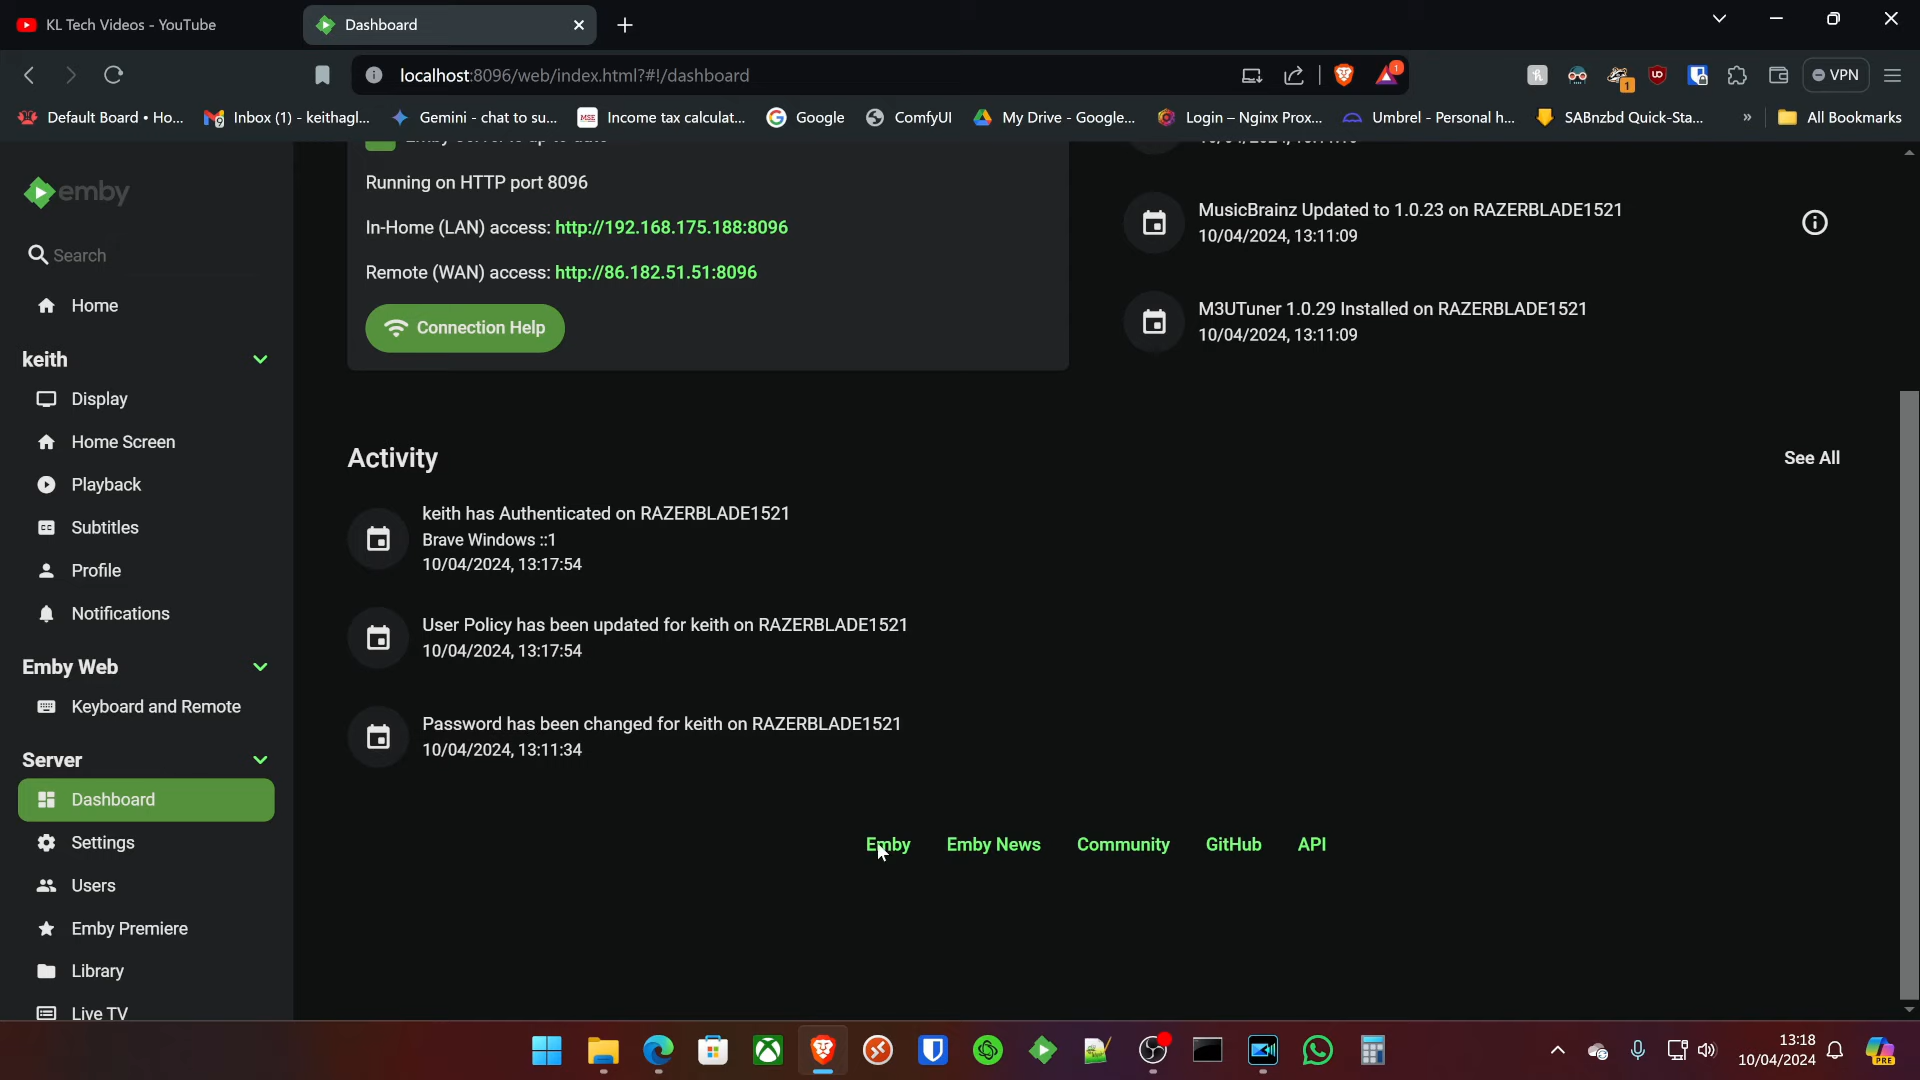 KL Tech Videos - YouTube
Dashboard
localhost:8096/web/index.html?#!/dashboard
1
1
VPN
Default Board • Ho...
Inbox (1) - keithagl...
Gemini - chat to su...
MSE
Income tax calculat...
Google
ComfyUI
My Drive - Google...
Login – Nginx Prox...
Umbrel - Personal h...
SABnzbd Quick-Sta...
»
All Bookmarks
emby
Search
Home
keith
Display
Home Screen
Playback
Subtitles
Profile
Notifications
Emby Web
Keyboard and Remote
Server
Dashboard
Settings
Users
Emby Premiere
Library
Live TV
Running on HTTP port 8096
In-Home (LAN) access: http://192.168.175.188:8096
Remote (WAN) access: http://86.182.51.51:8096
Connection Help
MusicBrainz Updated to 1.0.23 on RAZERBLADE1521
10/04/2024, 13:11:09
M3UTuner 1.0.29 Installed on RAZERBLADE1521
10/04/2024, 13:11:09
Activity
See All
keith has Authenticated on RAZERBLADE1521
Brave Windows ::1
10/04/2024, 13:17:54
User Policy has been updated for keith on RAZERBLADE1521
10/04/2024, 13:17:54
Password has been changed for keith on RAZERBLADE1521
10/04/2024, 13:11:34
Emby
Emby News
Community
GitHub
API
13:18
10/04/2024
PRE